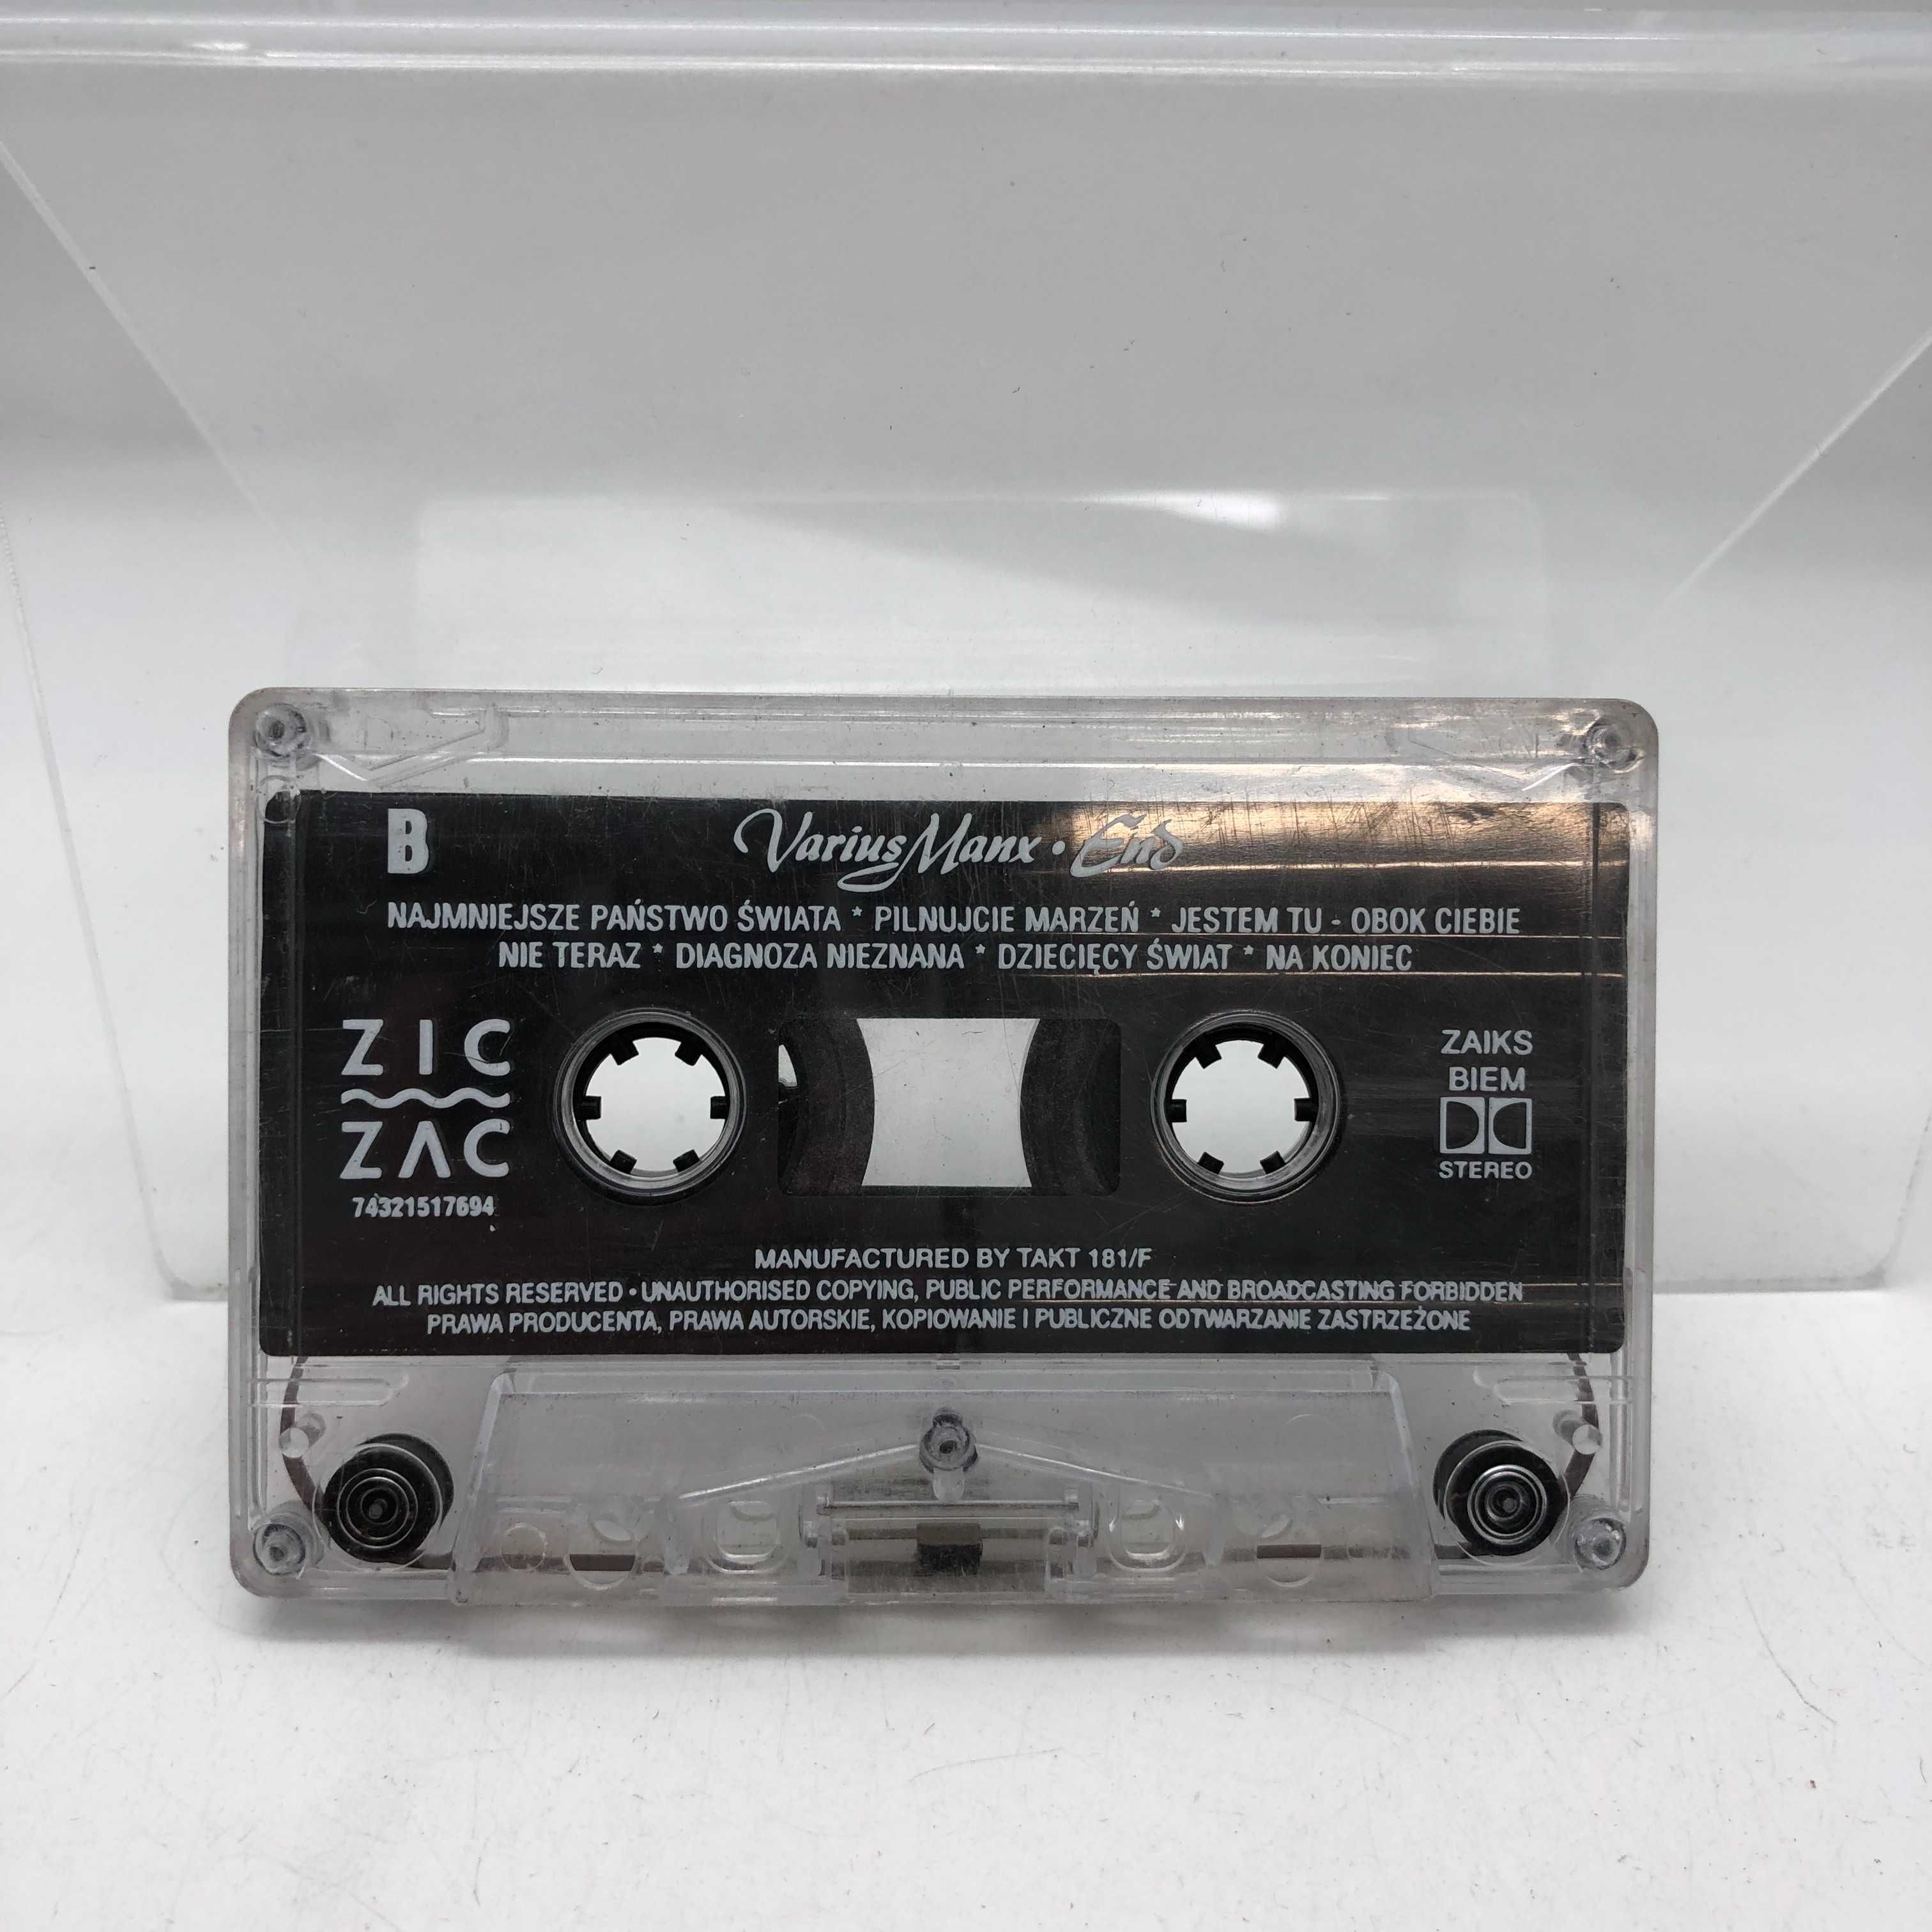 B
Varius Manx • End
NAJMNIEJSZE PAŃSTWO ŚWIATA * PILNUJCIE MARZEŃ * JESTEM TU - OBOK CIEBIE
NIE TERAZ * DIAGNOZA NIEZNANA * DZIECIĘCY ŚWIAT * NA KONIEC
ZIC
ZAC
74321517694
ZAIKS
BIEM
STEREO
MANUFACTURED BY TAKT 181/F
ALL RIGHTS RESERVED • UNAUTHORISED COPYING, PUBLIC PERFORMANCE AND BROADCASTING FORBIDDEN
PRAWA PRODUCENTA, PRAWA AUTORSKIE, KOPIOWANIE I PUBLICZNE ODTWARZANIE ZASTRZEŻONE